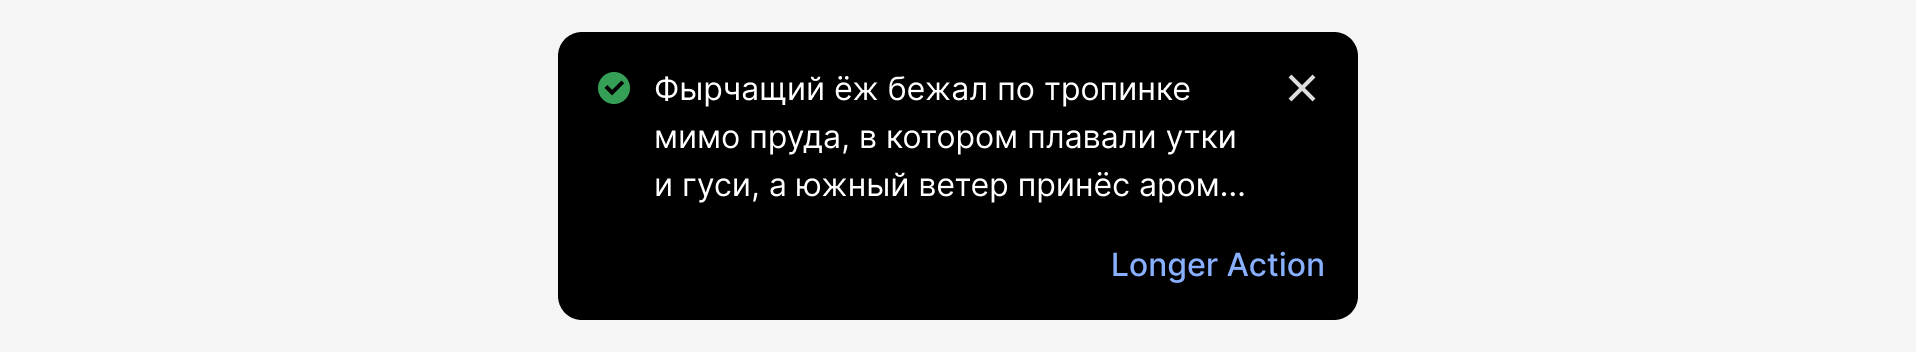 Фырчащий ёж бежал по тропинке
мимо пруда, в котором плавали утки
и гуси, а южный ветер принёс аром...
Longer Action